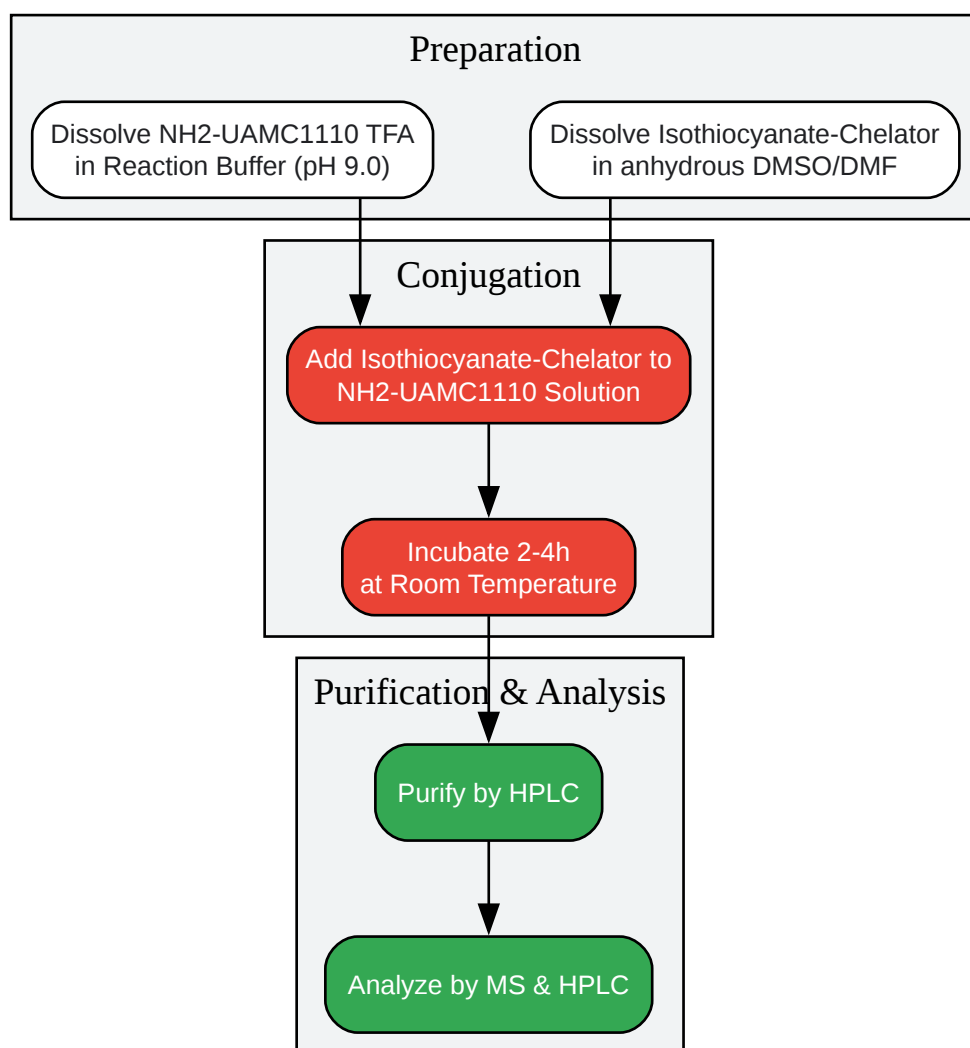 Preparation
Dissolve NH2-UAMC1110 TFA
in Reaction Buffer (pH 9.0)
Dissolve Isothiocyanate-Chelator
in anhydrous DMSO/DMF
Conjugation
Add Isothiocyanate-Chelator to
NH2-UAMC1110 Solution
Incubate 2-4h
at Room Temperature
Purification & Analysis
Purify by HPLC
Analyze by MS & HPLC